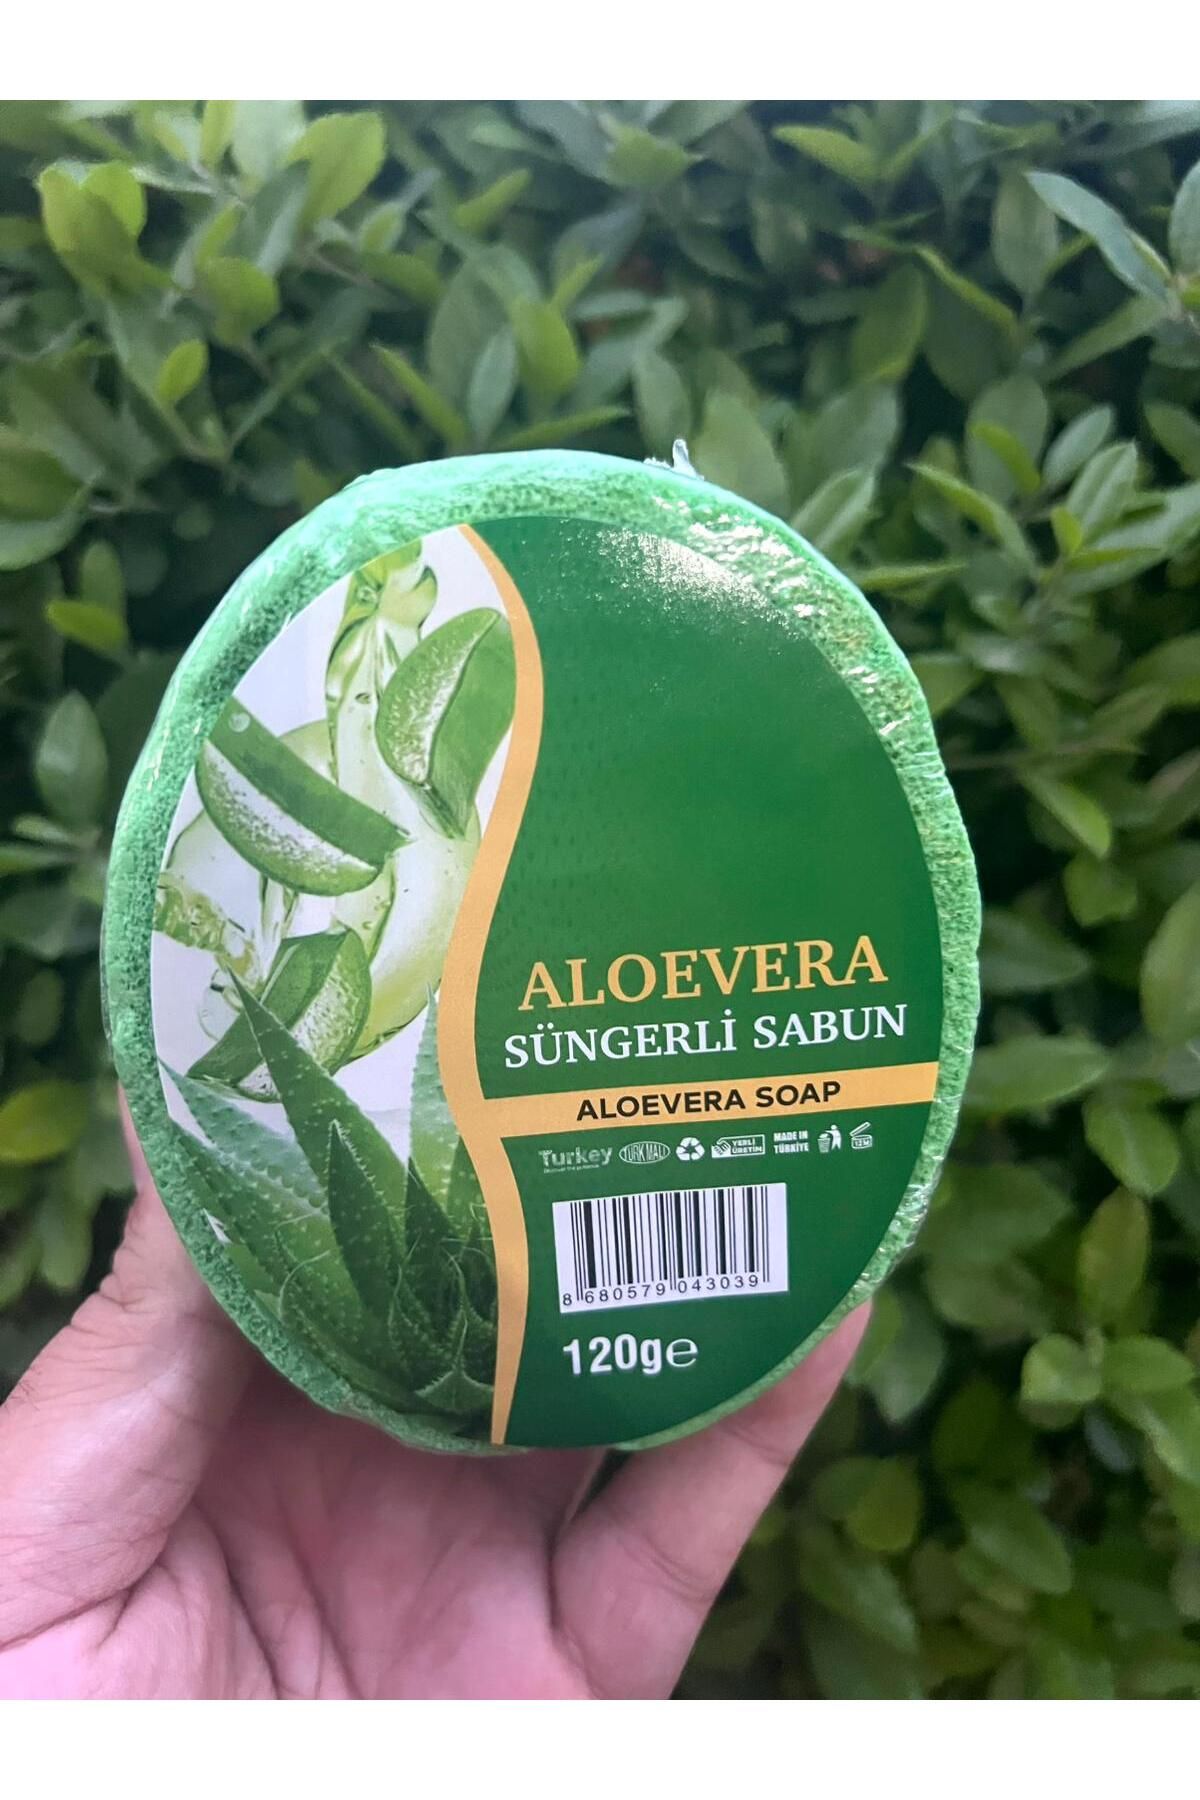 ALOEVERA
SÜNGERLİ SABUN
ALOEVERA SOAP
Turkey
TÜRK MALI
YERLİ
ÜRETİM
MADE IN
TÜRKİYE
12M
8 680579 043039
120g℮